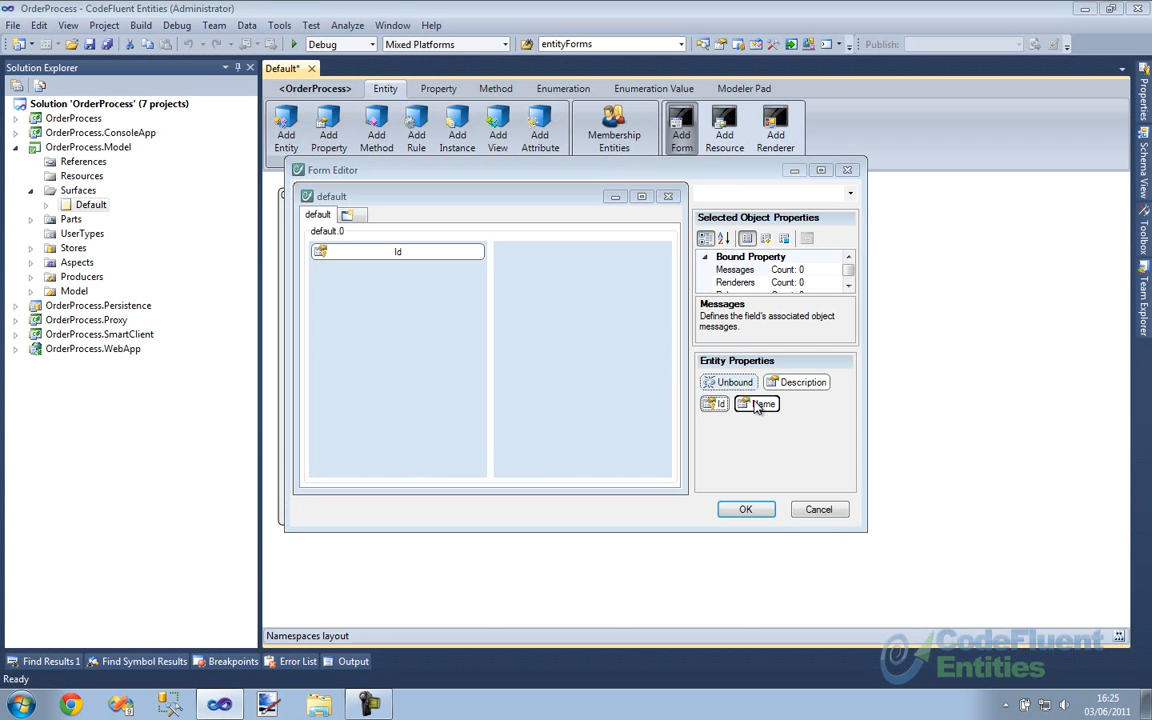 OrderProcess - CodeFluent Entities (Administrator)
File Edit View Project Build Debug Team Data Tools Test Analyze Window Help
Debug Mixed Platforms entityForms Publish:
Solution Explorer
Default*
Solution 'OrderProcess' (7 projects)
OrderProcess
OrderProcess.ConsoleApp
OrderProcess.Model
References
Resources
Surfaces
Default
Parts
UserTypes
Stores
Aspects
Producers
Model
OrderProcess.Persistence
OrderProcess.Proxy
OrderProcess.SmartClient
OrderProcess.WebApp
<OrderProcess> Entity Property Method Enumeration Enumeration Value Modeler Pad
Add Entity
Add Property
Add Method
Add Rule
Add Instance
Add View
Add Attribute
Membership Entities
Add Form
Add Resource
Add Renderer
Form Editor
default
default
default.0
Id
Selected Object Properties
Bound Property
Messages Count: 0
Renderers Count: 0
Messages
Defines the field's associated object
messages.
Entity Properties
Unbound Description
Id
OK Cancel
Properties
Schema View
Toolbox
Team Explorer
Namespaces layout
CodeFluent
Entities
Find Results 1 Find Symbol Results Breakpoints Error List Output
Ready
16:25
03/06/2011